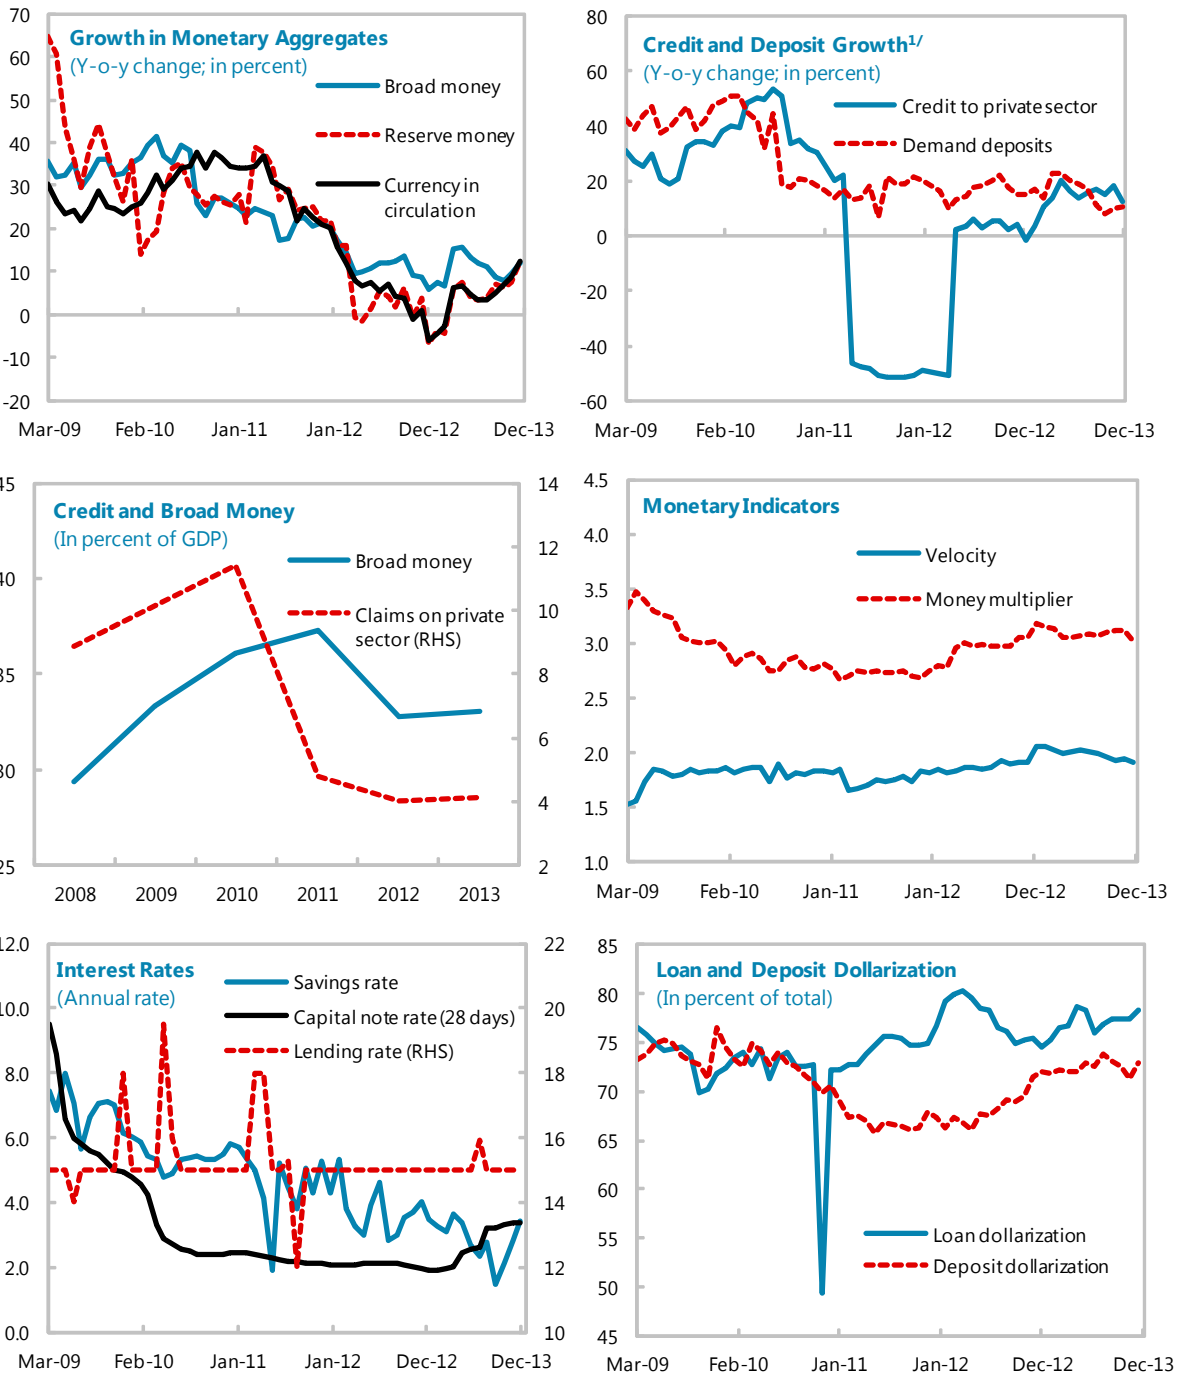 Growth in Monetary Aggregates
(Y-o-y change; in percent)
Broad money
Reserve money
Currency in
circulation
70
60
50
40
30
20
10
0
-10
-20
Mar-09 Feb-10 Jan-11 Jan-12 Dec-12 Dec-13
Credit and Deposit Growth1/
(Y-o-y change; in percent)
Credit to private sector
Demand deposits
80
60
40
20
0
-20
-40
-60
Mar-09 Feb-10 Jan-11 Jan-12 Dec-12 Dec-13
Credit and Broad Money
(In percent of GDP)
Broad money
Claims on private
sector (RHS)
45
40
35
30
25
14
12
10
8
6
4
2
2008 2009 2010 2011 2012 2013
Monetary Indicators
Velocity
Money multiplier
4.5
4.0
3.5
3.0
2.5
2.0
1.5
1.0
Mar-09 Feb-10 Jan-11 Jan-12 Dec-12 Dec-13
Interest Rates
(Annual rate)
Savings rate
Capital note rate (28 days)
Lending rate (RHS)
12.0
10.0
8.0
6.0
4.0
2.0
0.0
22
20
18
16
14
12
10
Mar-09 Feb-10 Jan-11 Jan-12 Dec-12 Dec-13
Loan and Deposit Dollarization
(In percent of total)
Loan dollarization
Deposit dollarization
85
80
75
70
65
60
55
50
45
Mar-09 Feb-10 Jan-11 Jan-12 Dec-12 Dec-13